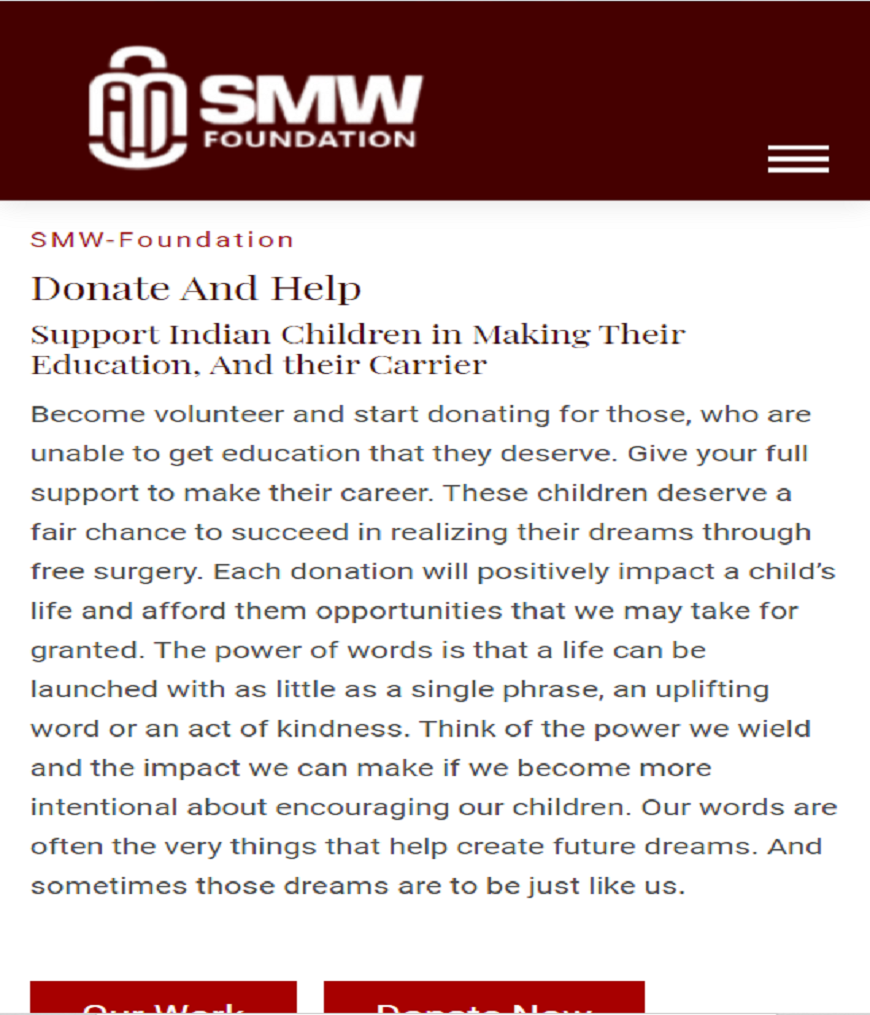 SMW
FOUNDATION
SMW-Foundation
Donate And Help
Support Indian Children in Making Their
Education, And their Carrier
Become volunteer and start donating for those, who are
unable to get education that they deserve. Give your full
support to make their career. These children deserve a
fair chance to succeed in realizing their dreams through
free surgery. Each donation will positively impact a child’s
life and afford them opportunities that we may take for
granted. The power of words is that a life can be
launched with as little as a single phrase, an uplifting
word or an act of kindness. Think of the power we wield
and the impact we can make if we become more
intentional about encouraging our children. Our words are
often the very things that help create future dreams. And
sometimes those dreams are to be just like us.
Our Work Donate Now